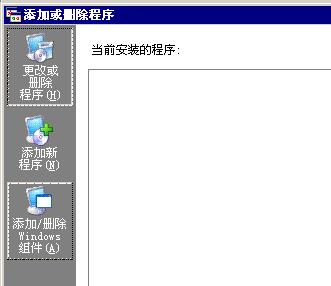 添加或删除程序
当前安装的程序:
更改或
删除
程序(H)
添加新
程序(N)
添加/删除
Windows
组件(A)